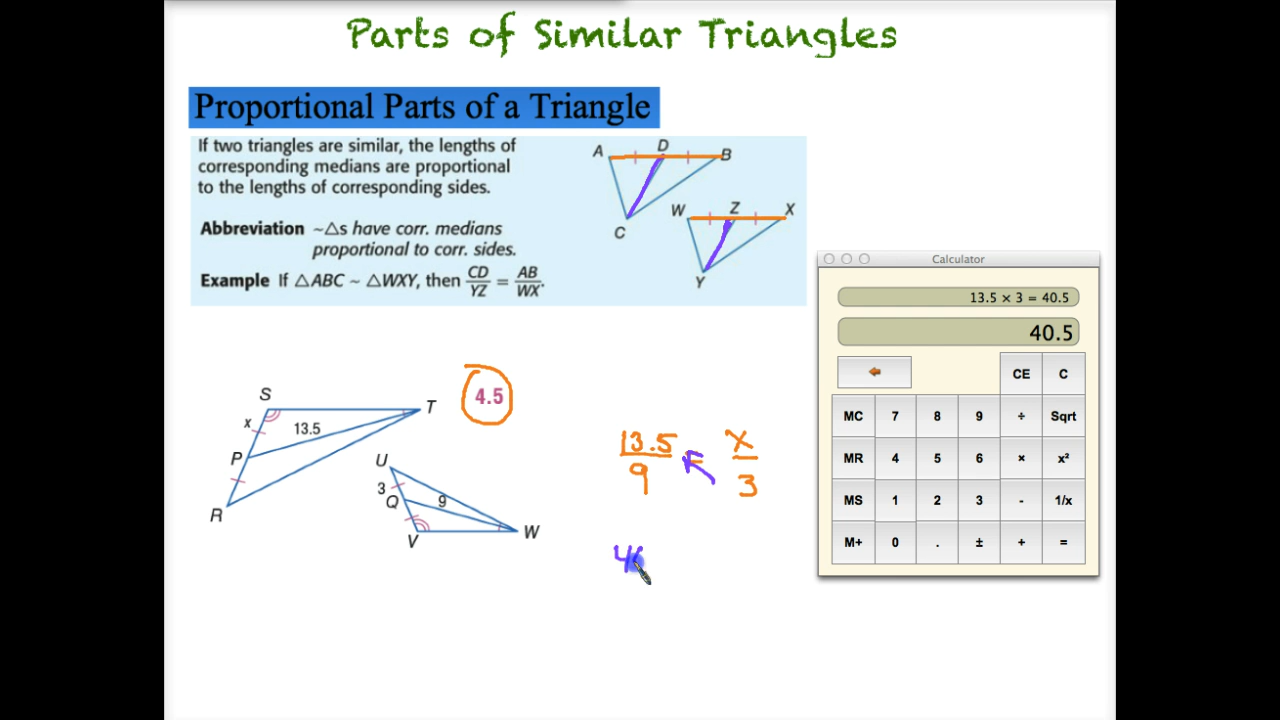 Parts of Similar Triangles
Proportional Parts of a Triangle
If two triangles are similar, the lengths of
corresponding medians are proportional
to the lengths of corresponding sides.
Abbreviation ~△s have corr. medians
proportional to corr. sides.
Example If △ABC ~ △WXY, then CD/YZ = AB/WX.
A D B
C
W Z X
Y
Calculator
13.5 × 3 = 40.5
40.5
CE C
MC 7 8 9 ÷ Sqrt
MR 4 5 6 × x²
MS 1 2 3 - 1/x
M+ 0 . ± + =
S
T
x
13.5
P
R
4.5
U
3
Q
9
V
W
13.5/9 = x/3